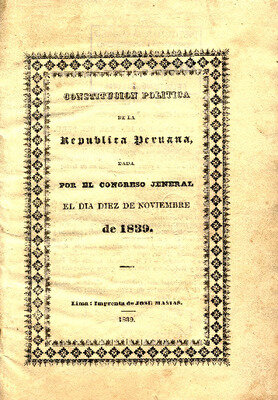 CONSTITUCION POLITICA
DE LA
Republica Peruana,
DADA
POR EL CONGRESO JENERAL
EL DIA DIEZ DE NOVIEMBRE
de 1839.
Lima: Imprenta de JOSE MASIAS.
1839.